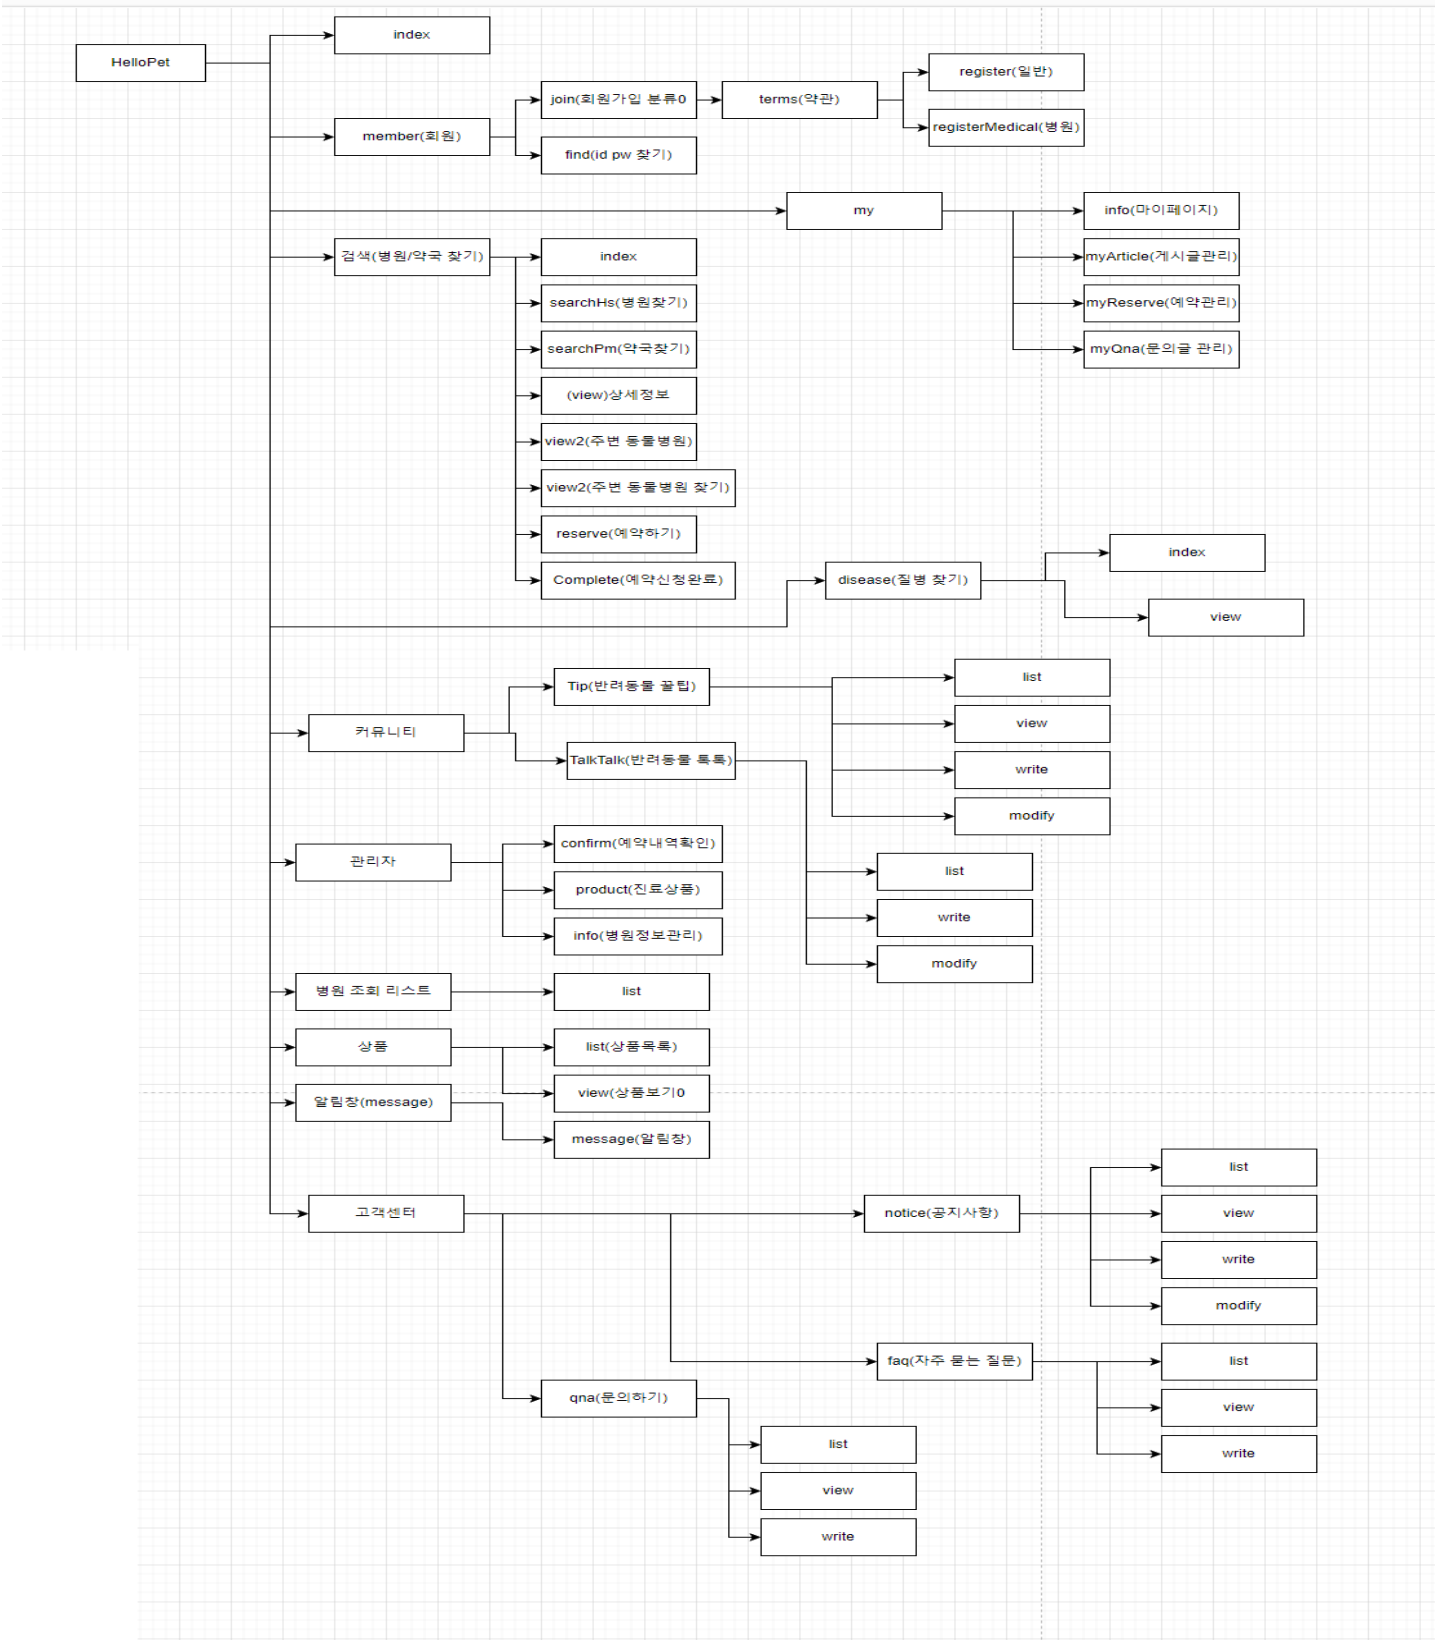 index
HelloPet
register(일반)
join(회원가입 분류0
terms(약관)
registerMedical(병원)
member(회원)
find(id pw 찾기)
my
info(마이페이지)
검색(병원/약국 찾기)
index
myArticle(게시글관리)
searchHs(병원찾기)
myReserve(예약관리)
searchPm(약국찾기)
myQna(문의글 관리)
(view)상세정보
view2(주변 동물병원)
view2(주변 동물병원 찾기)
reserve(예약하기)
index
Complete(예약신청완료)
disease(질병 찾기)
view
Tip(반려동물 꿀팁)
list
view
커뮤니티
TalkTalk(반려동물 톡톡)
write
modify
confirm(예약내역확인)
관리자
list
product(진료상품)
write
info(병원정보관리)
modify
병원 조회 리스트
list
상품
list(상품목록)
view(상품보기0
알림창(message)
message(알림창)
list
고객센터
notice(공지사항)
view
write
modify
faq(자주 묻는 질문)
list
qna(문의하기)
view
list
write
view
write